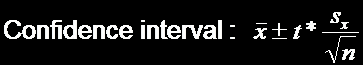 Confidence interval : x̄ ± t* sₓ/√n